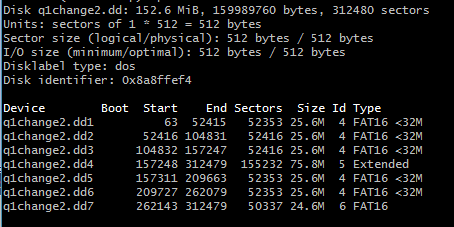 Disk q1change2.dd: 152.6 MiB, 159989760 bytes, 312480 sectors
Units: sectors of 1 * 512 = 512 bytes
Sector size (logical/physical): 512 bytes / 512 bytes
I/O size (minimum/optimal): 512 bytes / 512 bytes
Disklabel type: dos
Disk identifier: 0x8a8ffef4
Device Boot Start End Sectors Size Id Type
q1change2.dd1 63 52415 52353 25.6M 4 FAT16 <32M
q1change2.dd2 52416 104831 52416 25.6M 4 FAT16 <32M
q1change2.dd3 104832 157247 52416 25.6M 4 FAT16 <32M
q1change2.dd4 157248 312479 155232 75.8M 5 Extended
q1change2.dd5 157311 209663 52353 25.6M 4 FAT16 <32M
q1change2.dd6 209727 262079 52353 25.6M 4 FAT16 <32M
q1change2.dd7 262143 312479 50337 24.6M 6 FAT16